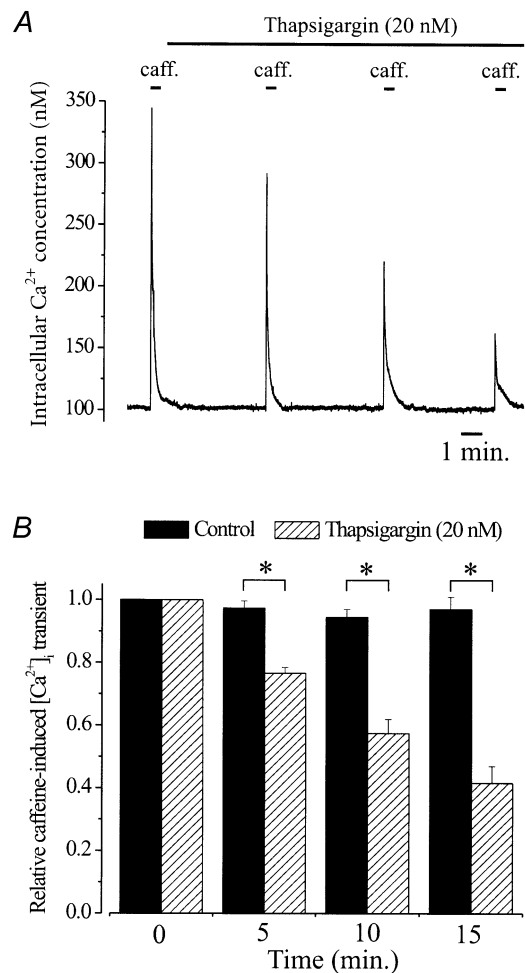 A
Thapsigargin (20 nM)
caff. caff. caff. caff.
Intracellular Ca²⁺ concentration (nM)
350
300
250
200
150
100
1 min.
B
Control Thapsigargin (20 nM)
* * *
Relative caffeine-induced [Ca²⁺]ᵢ transient
1.0
0.8
0.6
0.4
0.2
0.0
0 5 10 15
Time (min.)